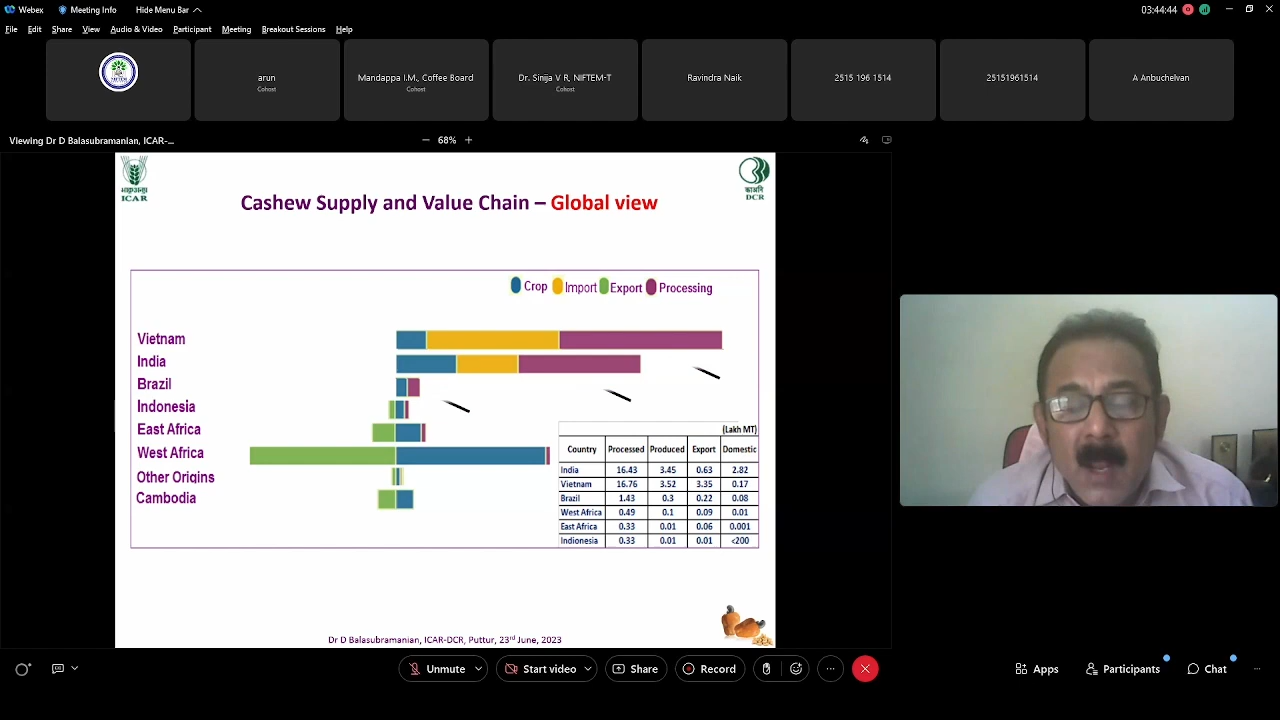 Webex
Meeting Info
Hide Menu Bar
03:44:44
File Edit Share View Audio & Video Participant Meeting Breakout Sessions Help
arun
Cohost
Mandappa I.M., Coffee Board
Cohost
Dr. Sinija V R, NIFTEM-T
Cohost
Ravindra Naik
2515 196 1514
25151961514
A Anbuchelvan
Viewing Dr D Balasubramanian, ICAR-...
68%
भाकृअनुप
ICAR
काअनि
DCR
Cashew Supply and Value Chain – Global view
Crop Import Export Processing
Vietnam
India
Brazil
Indonesia
East Africa
West Africa
Other Origins
Cambodia
(Lakh MT)
Country Processed Produced Export Domestic
India 16.43 3.45 0.63 2.82
Vietnam 16.76 3.52 3.35 0.17
Brazil 1.43 0.3 0.22 0.08
West Africa 0.49 0.1 0.09 0.01
East Africa 0.33 0.01 0.06 0.001
Indionesia 0.33 0.01 0.01 <200
Dr D Balasubramanian, ICAR-DCR, Puttur, 23rd June, 2023
Unmute
Start video
Share
Record
Apps
Participants
Chat